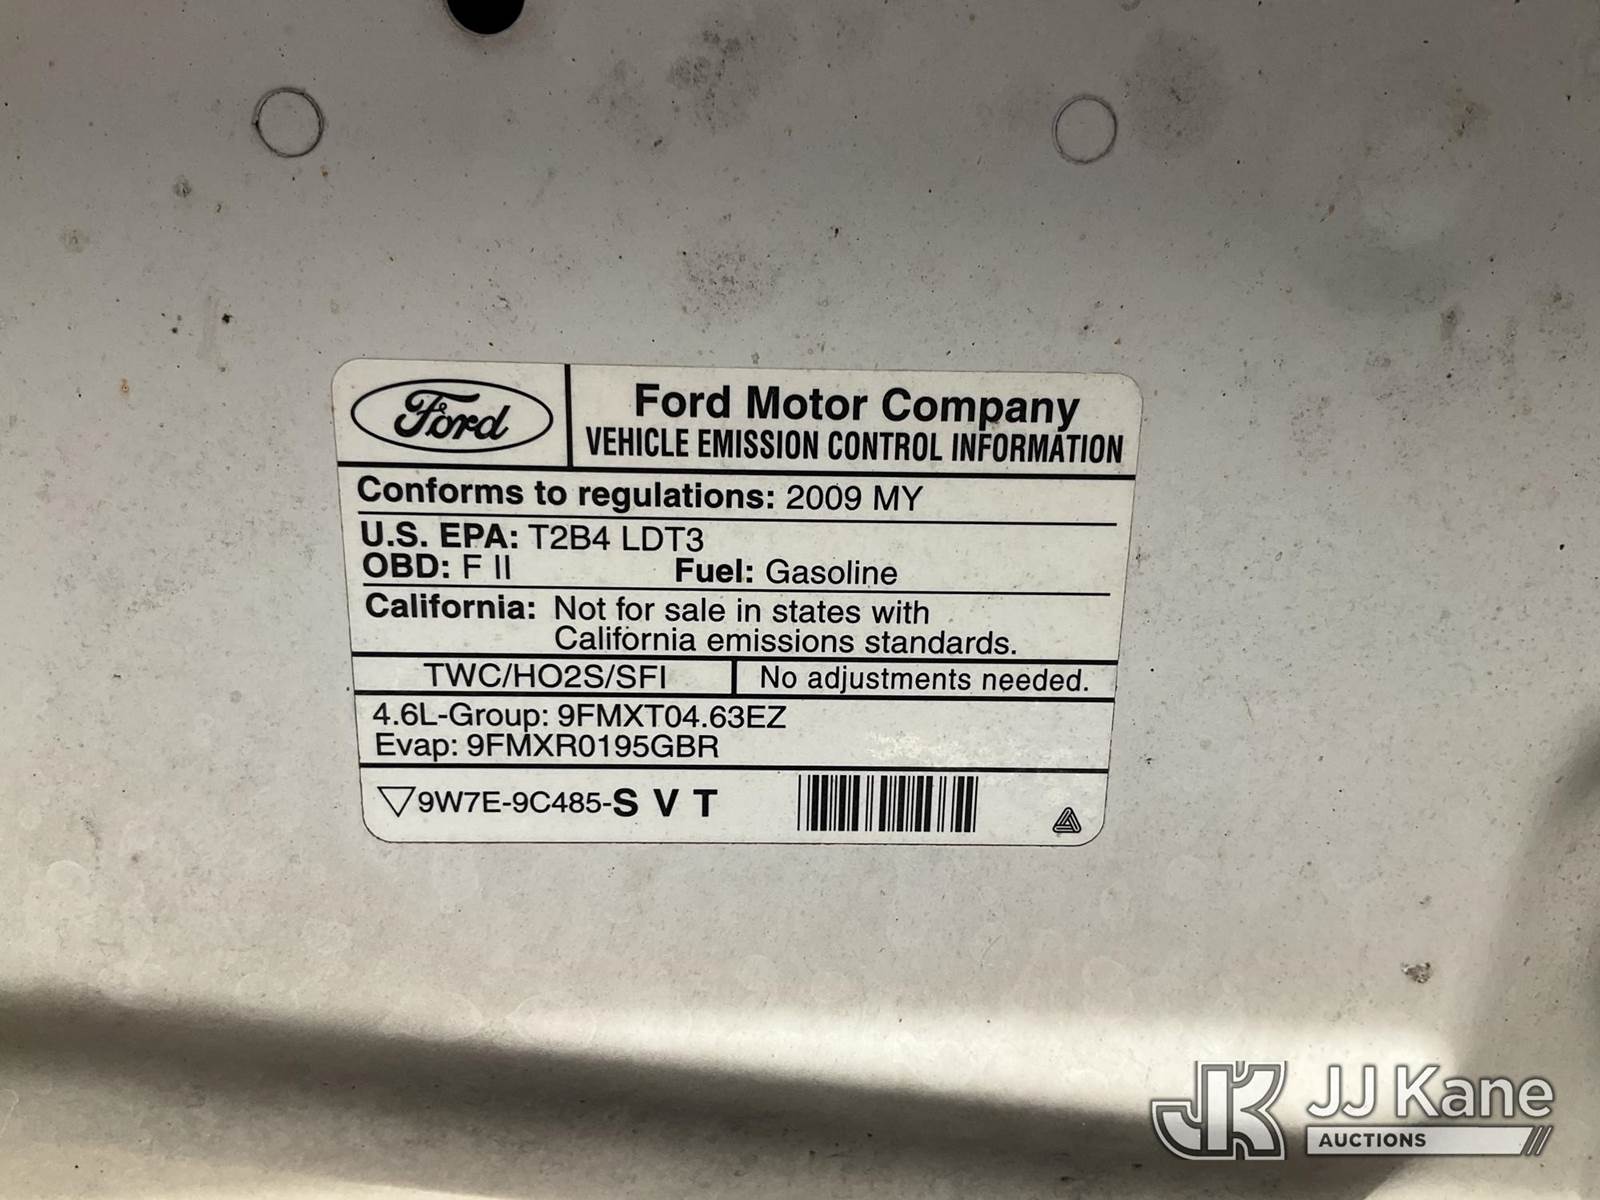 Ford
Ford Motor Company
VEHICLE EMISSION CONTROL INFORMATION
Conforms to regulations: 2009 MY
U.S. EPA: T2B4 LDT3
OBD: F II Fuel: Gasoline
California: Not for sale in states with
California emissions standards.
TWC/HO2S/SFI No adjustments needed.
4.6L-Group: 9FMXT04.63EZ
Evap: 9FMXR0195GBR
9W7E-9C485-S V T
JK JJ Kane
AUCTIONS